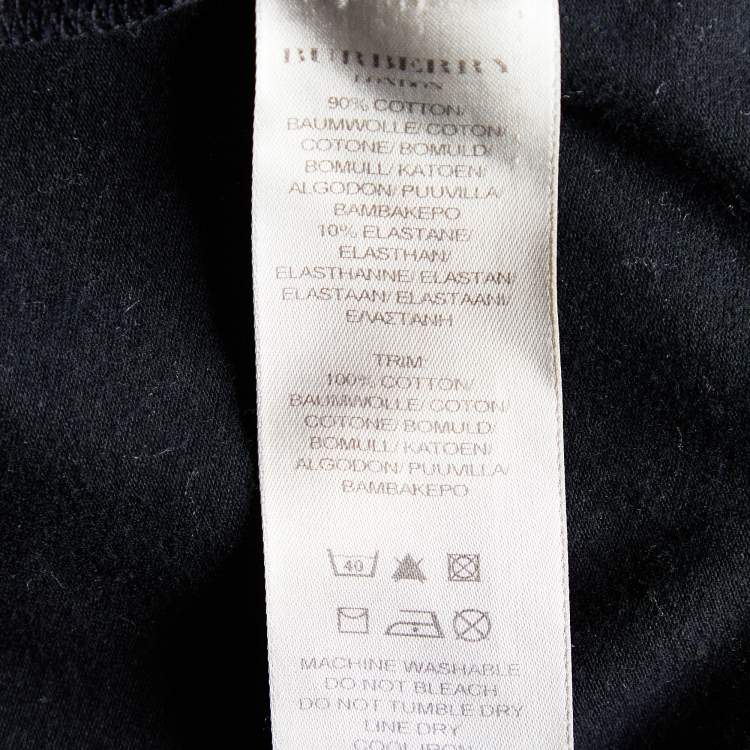 BURBERRY
LONDON
90% COTTON/
BAUMWOLLE/ COTON/
COTONE/ BOMULD/
BOMULL/ KATOEN/
ALGODON/ PUUVILLA
BAMBAKEPO
10% ELASTANE/
ELASTHAN/
ELASTHANNE/ ELASTAN
ELASTAAN/ ELASTAANI/
ΕΛΑΣΤΑΝΗ
TRIM:
100% COTTON/
BAUMWOLLE/ COTON/
COTONE/ BOMULD/
BOMULL/ KATOEN/
ALGODON/ PUUVILLA/
BAMBAKEPO
40
MACHINE WASHABLE
DO NOT BLEACH
DO NOT TUMBLE DRY
LINE DRY
COOL IRON